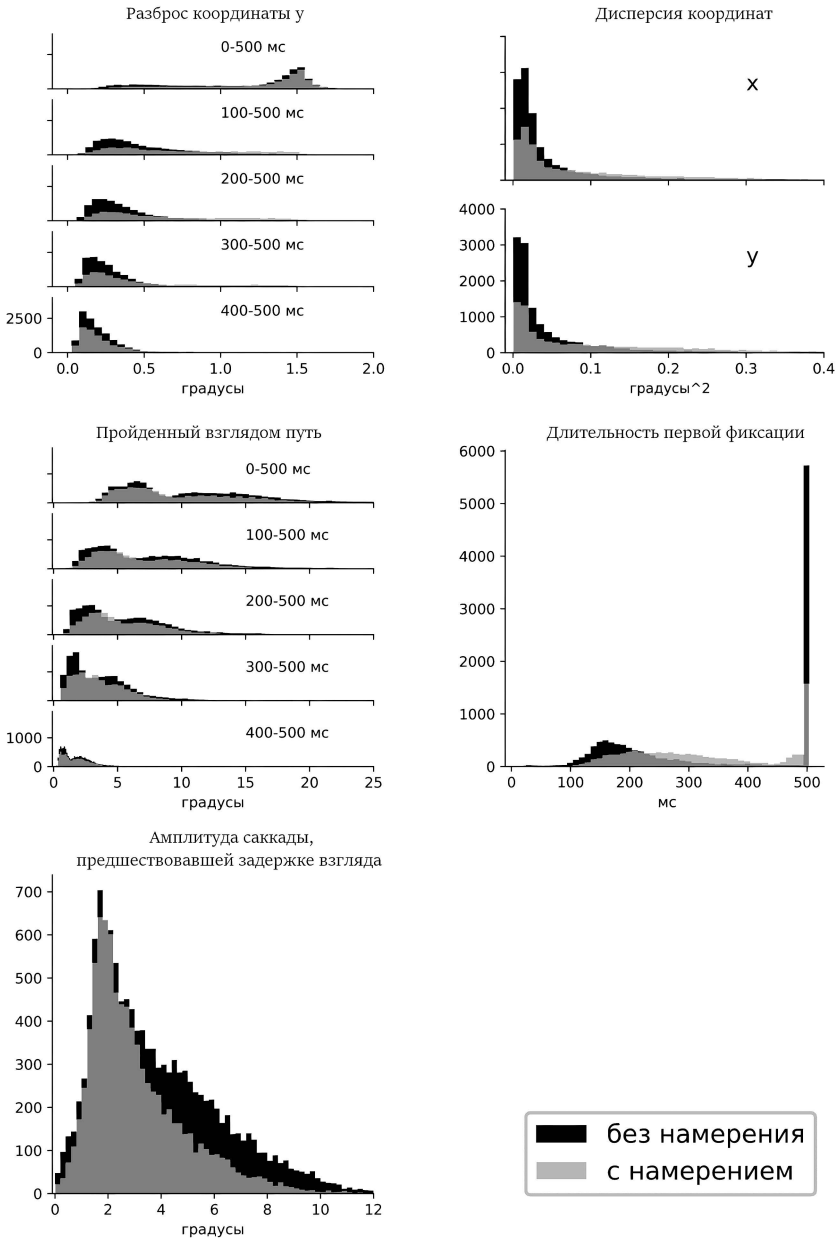 Разброс координаты y
0-500 мс
100-500 мс
200-500 мс
300-500 мс
400-500 мс
2500
0
0.0 0.5 1.0 1.5 2.0
градусы
Дисперсия координат
x
y
4000
3000
2000
1000
0
0.0 0.1 0.2 0.3 0.4
градусы^2
Пройденный взглядом путь
0-500 мс
100-500 мс
200-500 мс
300-500 мс
400-500 мс
1000
0
0 5 10 15 20 25
градусы
Длительность первой фиксации
6000
5000
4000
3000
2000
1000
0
0 100 200 300 400 500
мс
Амплитуда саккады,
предшествовавшей задержке взгляда
700
600
500
400
300
200
100
0
0 2 4 6 8 10 12
градусы
без намерения
с намерением